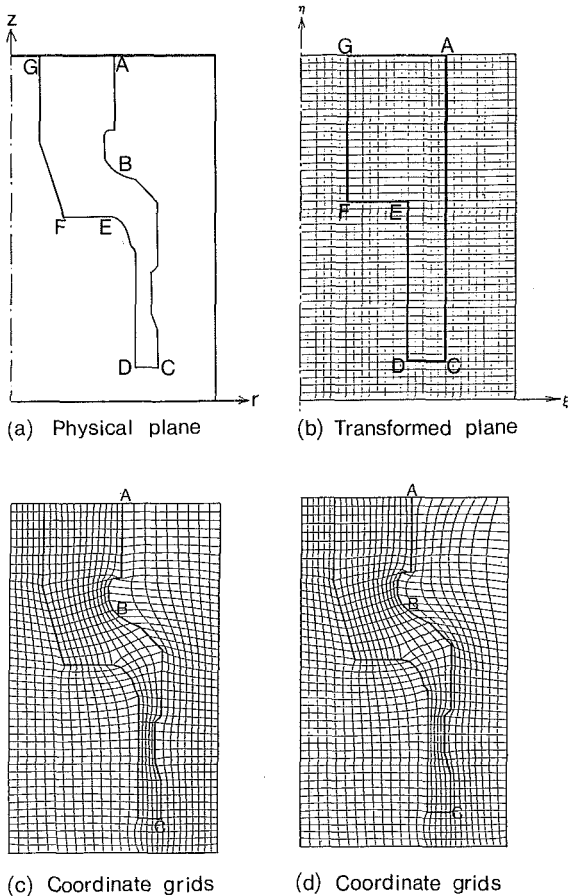 z
G
A
B
F
E
D
C
r
(a) Physical plane
η
G
A
F
E
D
C
ξ
(b) Transformed plane
A
B
C
(c) Coordinate grids
A
B
C
(d) Coordinate grids